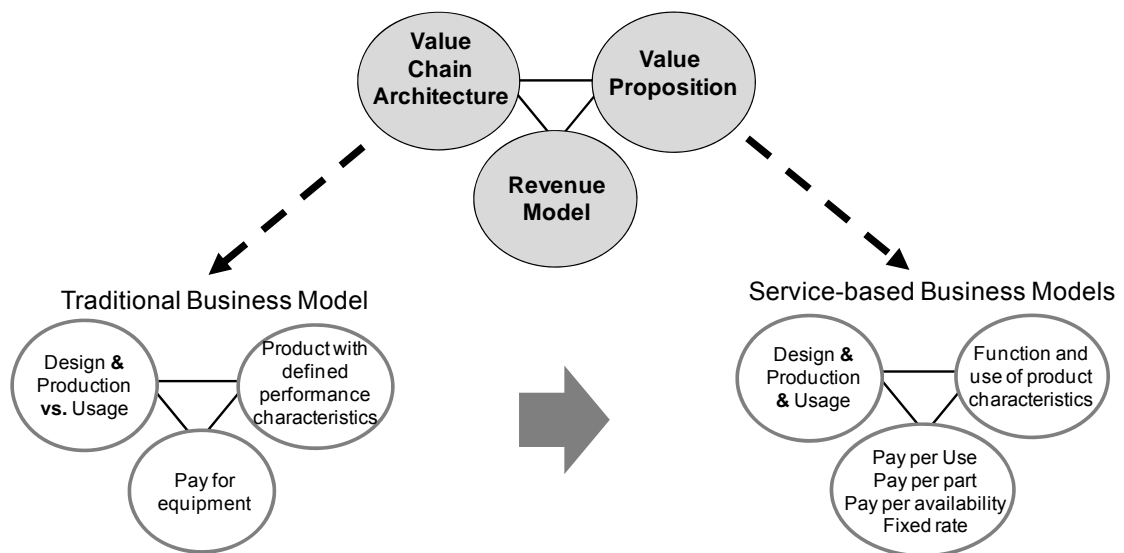 Value
Chain
Architecture
Value
Proposition
Revenue
Model
Traditional Business Model
Design & 
Production
vs. Usage
Product with
defined
performance
characteristics
Pay for
equipment
Service-based Business Models
Design &
Production
& Usage
Function and
use of product
characteristics
Pay per Use
Pay per part
Pay per availability
Fixed rate